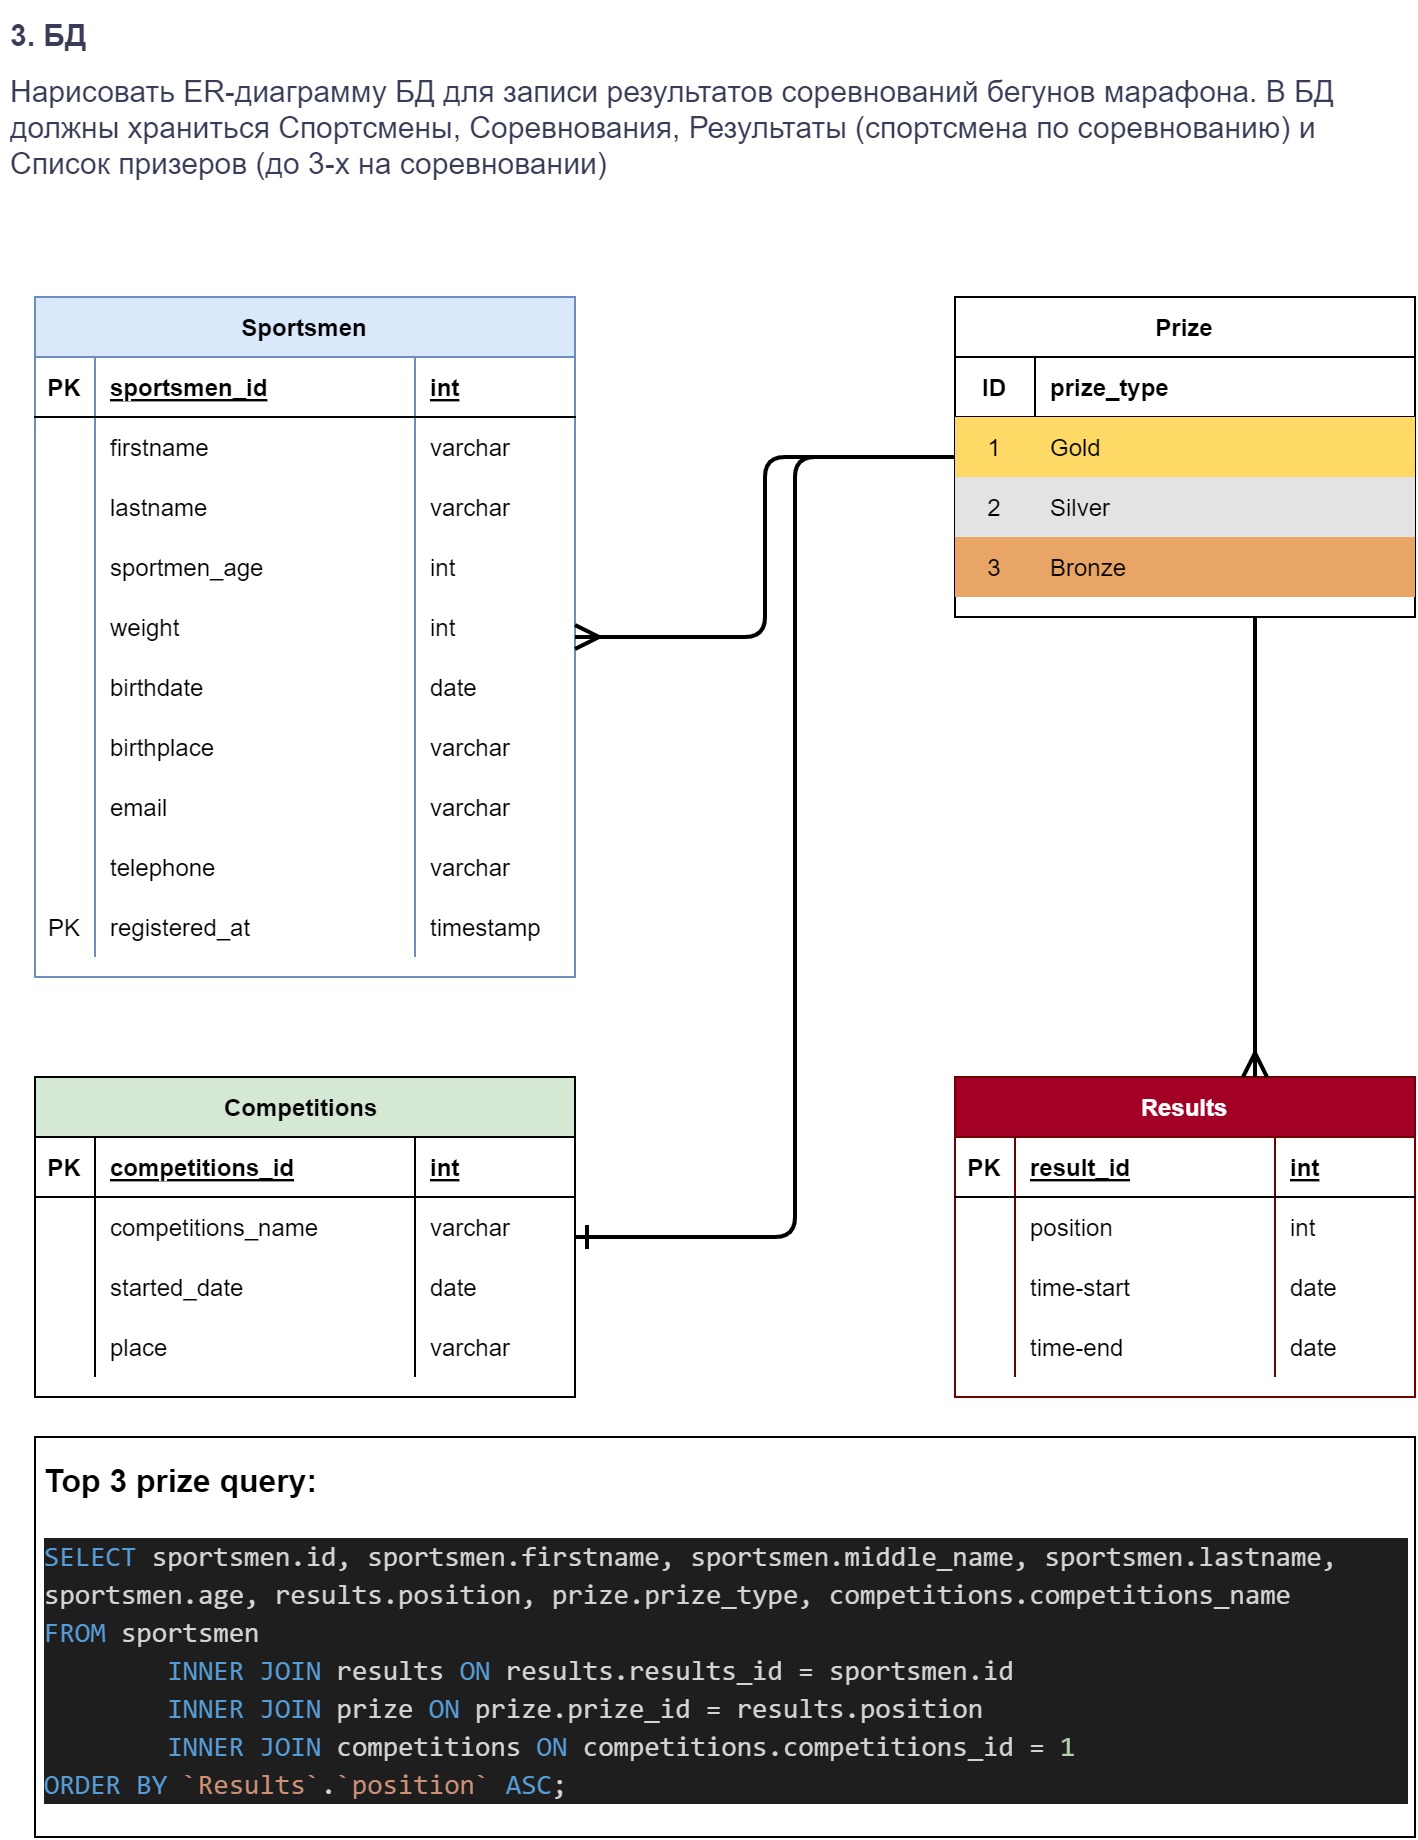 3. БД
Нарисовать ER-диаграмму БД для записи результатов соревнований бегунов марафона. В БД
должны храниться Спортсмены, Соревнования, Результаты (спортсмена по соревнованию) и
Список призеров (до 3-х на соревновании)
Sportsmen
PK sportsmen_id int
firstname varchar
lastname varchar
sportmen_age int
weight int
birthdate date
birthplace varchar
email varchar
telephone varchar
PK registered_at timestamp
Prize
ID prize_type
1 Gold
2 Silver
3 Bronze
Competitions
PK competitions_id int
competitions_name varchar
started_date date
place varchar
Results
PK result_id int
position int
time-start date
time-end date
Top 3 prize query:
SELECT sportsmen.id, sportsmen.firstname, sportsmen.middle_name, sportsmen.lastname,
sportsmen.age, results.position, prize.prize_type, competitions.competitions_name
FROM sportsmen
INNER JOIN results ON results.results_id = sportsmen.id
INNER JOIN prize ON prize.prize_id = results.position
INNER JOIN competitions ON competitions.competitions_id = 1
ORDER BY `Results`.`position` ASC;